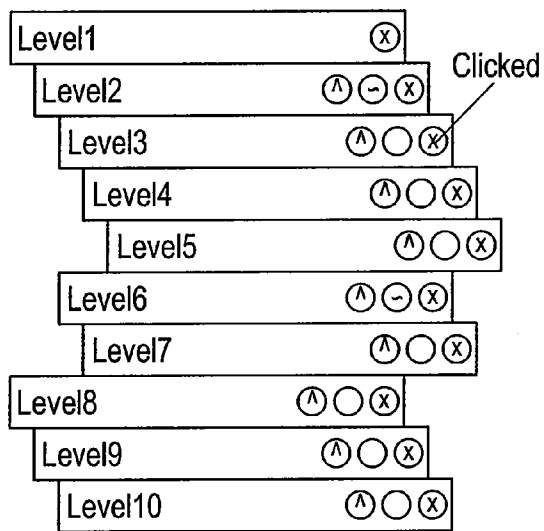 Level1 X
Clicked
Level2 ^ ~ X
Level3 ^ X
Level4 ^ X
Level5 ^ X
Level6 ^ ~ X
Level7 ^ X
Level8 ^ X
Level9 ^ X
Level10 ^ X